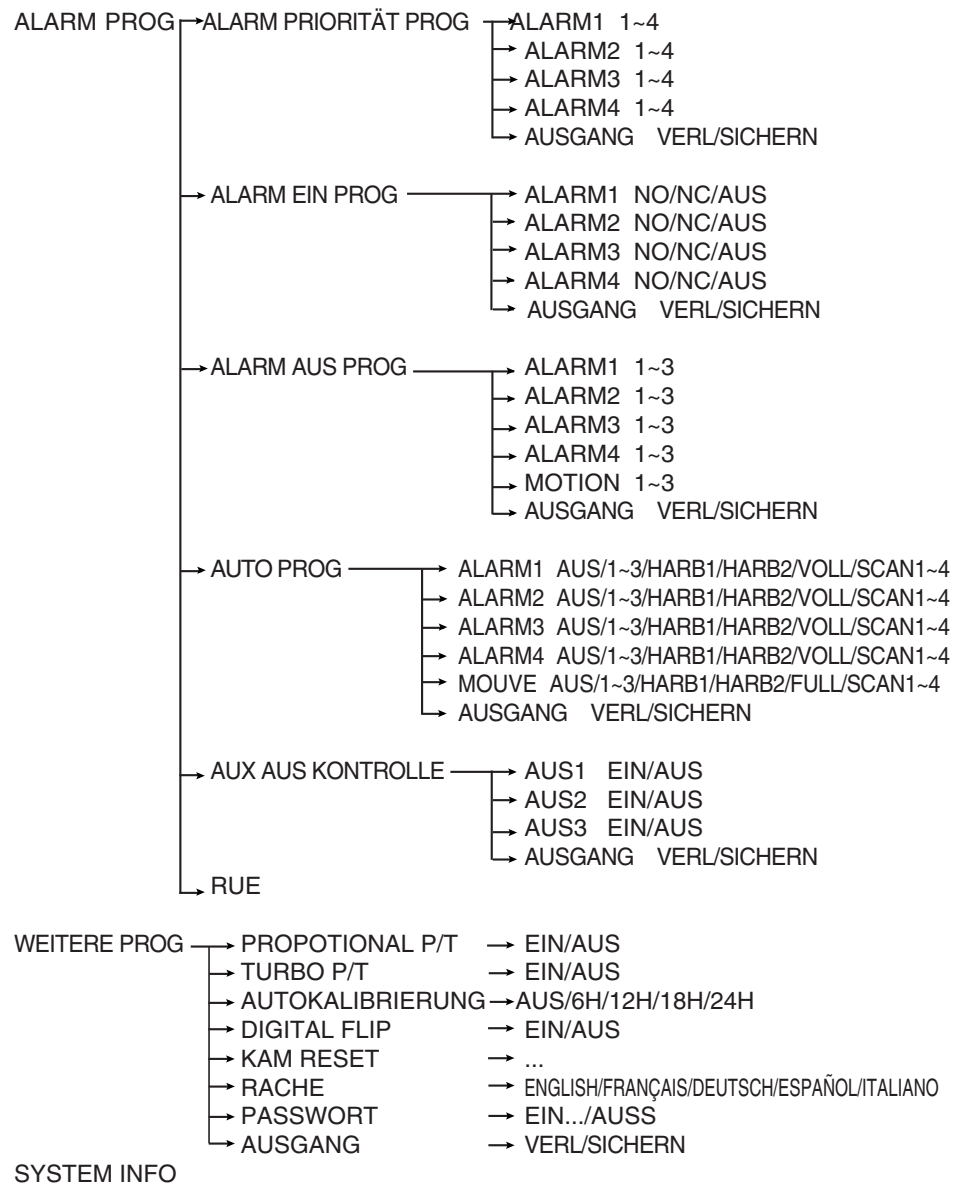 ALARM PROG ALARM PRIORITÄT PROG ALARM1 1~4
ALARM2 1~4
ALARM3 1~4
ALARM4 1~4
AUSGANG VERL/SICHERN
ALARM EIN PROG ALARM1 NO/NC/AUS
ALARM2 NO/NC/AUS
ALARM3 NO/NC/AUS
ALARM4 NO/NC/AUS
AUSGANG VERL/SICHERN
ALARM AUS PROG ALARM1 1~3
ALARM2 1~3
ALARM3 1~3
ALARM4 1~3
MOTION 1~3
AUSGANG VERL/SICHERN
AUTO PROG ALARM1 AUS/1~3/HARB1/HARB2/VOLL/SCAN1~4
ALARM2 AUS/1~3/HARB1/HARB2/VOLL/SCAN1~4
ALARM3 AUS/1~3/HARB1/HARB2/VOLL/SCAN1~4
ALARM4 AUS/1~3/HARB1/HARB2/VOLL/SCAN1~4
MOUVE AUS/1~3/HARB1/HARB2/FULL/SCAN1~4
AUSGANG VERL/SICHERN
AUX AUS KONTROLLE AUS1 EIN/AUS
AUS2 EIN/AUS
AUS3 EIN/AUS
AUSGANG VERL/SICHERN
RUE
WEITERE PROG PROPOTIONAL P/T EIN/AUS
TURBO P/T EIN/AUS
AUTOKALIBRIERUNG AUS/6H/12H/18H/24H
DIGITAL FLIP EIN/AUS
KAM RESET ...
RACHE ENGLISH/FRANÇAIS/DEUTSCH/ESPAÑOL/ITALIANO
PASSWORT EIN.../AUSS
AUSGANG VERL/SICHERN
SYSTEM INFO